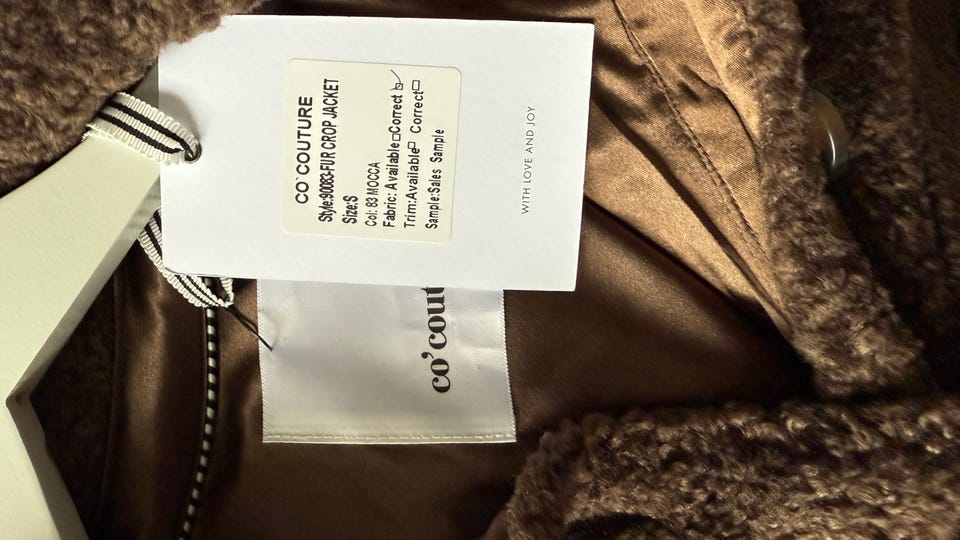 CO`COUTURE
Style:90083-FUR CROP JACKET
Size:S
Col: 83 MOCCA
Fabric: Available Correct
Trim:Available Correct
Sample:Sales Sample
WITH LOVE AND JOY
co'cout